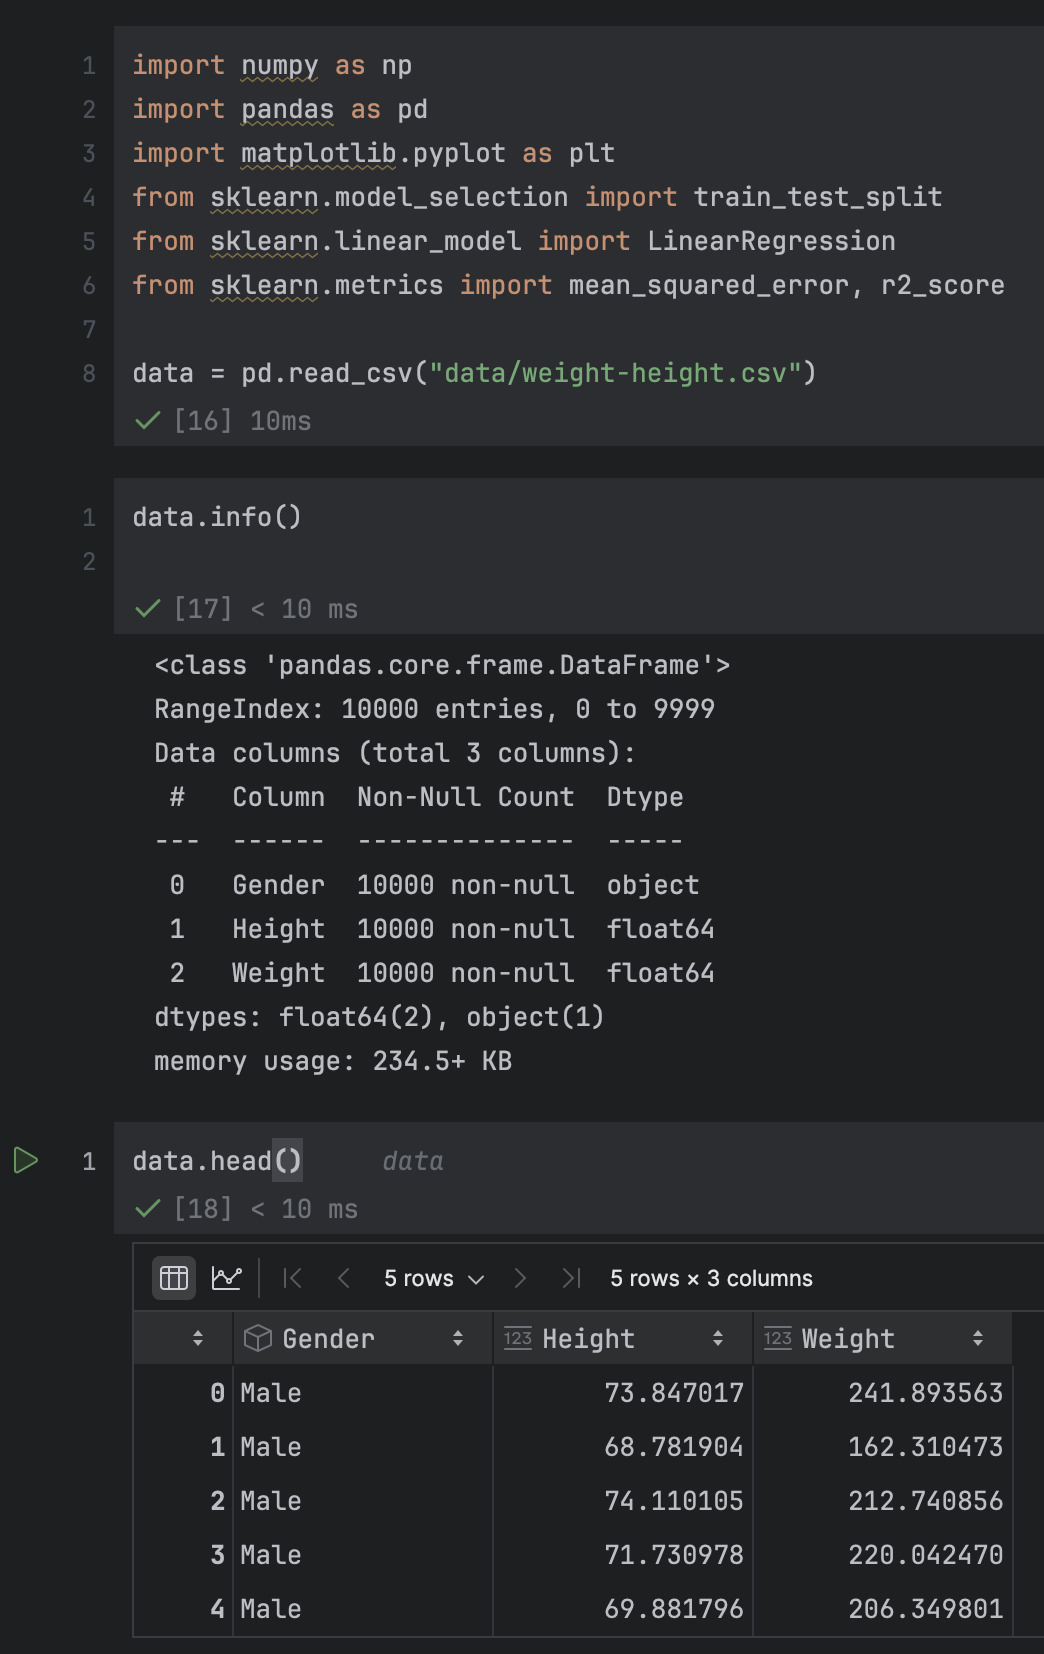 1 import numpy as np
2 import pandas as pd
3 import matplotlib.pyplot as plt
4 from sklearn.model_selection import train_test_split
5 from sklearn.linear_model import LinearRegression
6 from sklearn.metrics import mean_squared_error, r2_score
7
8 data = pd.read_csv("data/weight-height.csv")
[16] 10ms
1 data.info()
2
[17] < 10 ms
<class 'pandas.core.frame.DataFrame'>
RangeIndex: 10000 entries, 0 to 9999
Data columns (total 3 columns):
 #   Column  Non-Null Count  Dtype
---  ------  --------------  -----
 0   Gender  10000 non-null  object
 1   Height  10000 non-null  float64
 2   Weight  10000 non-null  float64
dtypes: float64(2), object(1)
memory usage: 234.5+ KB
1 data.head() data
[18] < 10 ms
5 rows 5 rows × 3 columns
Gender 123 Height 123 Weight
0 Male 73.847017 241.893563
1 Male 68.781904 162.310473
2 Male 74.110105 212.740856
3 Male 71.730978 220.042470
4 Male 69.881796 206.349801